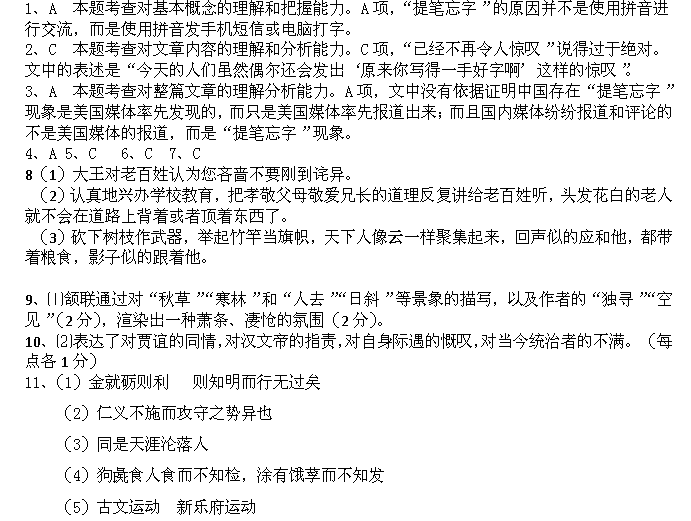 1、A  本题考查对基本概念的理解和把握能力。A项,“提笔忘字”的原因并不是使用拼音进
行交流，而是使用拼音发手机短信或电脑打字。
2、C  本题考查对文章内容的理解和分析能力。C项,“已经不再令人惊叹”说得过于绝对。
文中的表述是“今天的人们虽然偶尔还会发出‘原来你写得一手好字啊’这样的惊叹”。
3、A  本题考查对整篇文章的理解分析能力。A项,文中没有依据证明中国存在“提笔忘字”
现象是美国媒体率先发现的，而只是美国媒体率先报道出来；而且国内媒体纷纷报道和评论的
不是美国媒体的报道，而是“提笔忘字”现象。
4、A 5、C   6、C  7、C
8（1）大王对老百姓认为您吝啬不要刚到诧异。
（2）认真地兴办学校教育，把孝敬父母敬爱兄长的道理反复讲给老百姓听，头发花白的老人
就不会在道路上背着或者顶着东西了。
（3）砍下树枝作武器，举起竹竿当旗帜，天下人像云一样聚集起来，回声似的应和他，都带
着粮食，影子似的跟着他。
9、⑴颔联通过对“秋草”“寒林”和“人去”“日斜”等景象的描写，以及作者的“独寻”“空
见”(2分)，渲染出一种萧条、凄怆的氛围(2分)。
10、⑵表达了对贾谊的同情,对汉文帝的指责,对自身际遇的慨叹,对当今统治者的不满。（每
点各1分）
11、（1）金就砺则利   则知明而行无过矣
（2）仁义不施而攻守之势异也
（3）同是天涯沦落人
（4）狗彘食人食而不知检，涂有饿莩而不知发
（5）古文运动  新乐府运动